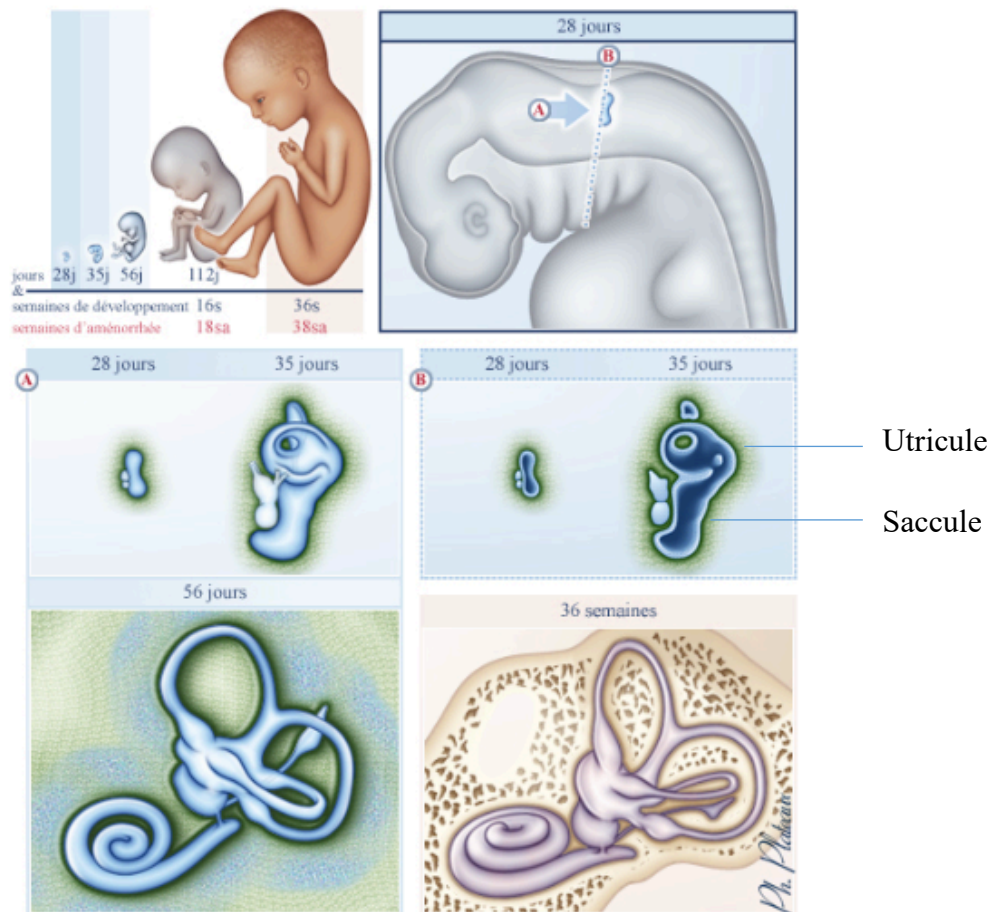 jours 28j 35j 56j 112j
&
semaines de développement 16s 36s
semaines d'aménorrhée 18sa 38sa
28 jours
B
A
A
28 jours 35 jours
B
28 jours 35 jours
Utricule
Saccule
56 jours
36 semaines
Ph. Plateaux